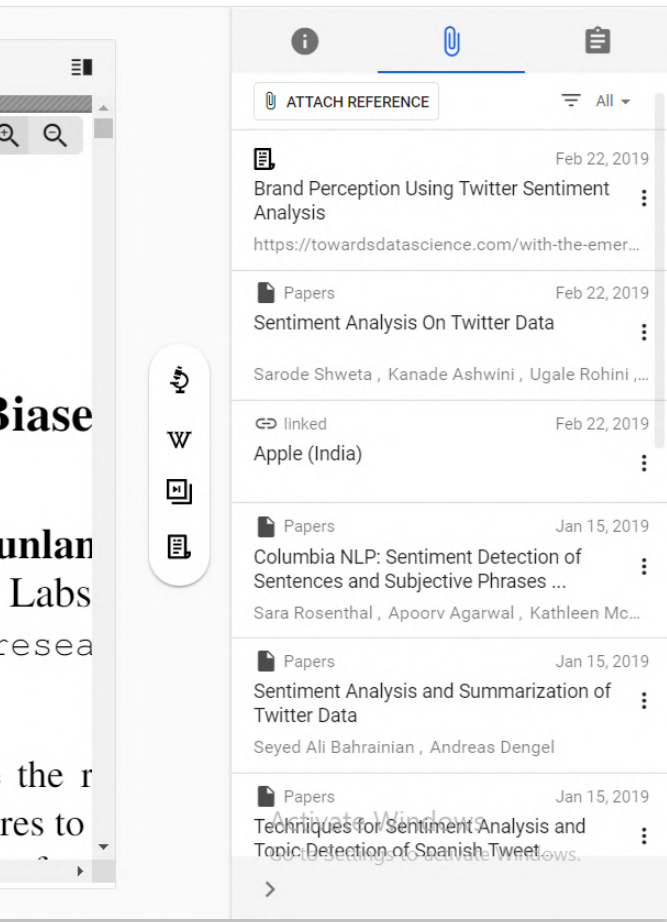 Biase
unlan
Labs
resea
the r
res to
W
ATTACH REFERENCE
All
Feb 22, 2019
Brand Perception Using Twitter Sentiment
Analysis
https://towardsdatascience.com/with-the-emer...
Papers
Feb 22, 2019
Sentiment Analysis On Twitter Data
Sarode Shweta , Kanade Ashwini , Ugale Rohini ,...
linked
Feb 22, 2019
Apple (India)
Papers
Jan 15, 2019
Columbia NLP: Sentiment Detection of
Sentences and Subjective Phrases ...
Sara Rosenthal , Apoorv Agarwal , Kathleen Mc...
Papers
Jan 15, 2019
Sentiment Analysis and Summarization of
Twitter Data
Seyed Ali Bahrainian , Andreas Dengel
Papers
Jan 15, 2019
Techniques for Sentiment Analysis and
Topic Detection of Spanish Tweet...
Activate Windows
Go to Settings to activate Windows.